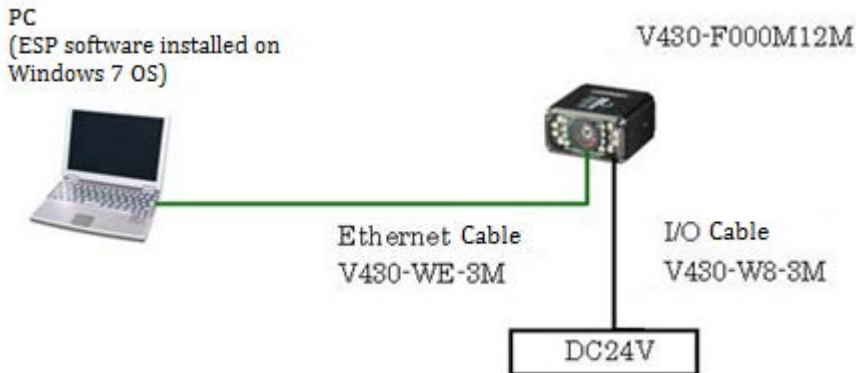 PC
(ESP software installed on
Windows 7 OS)
V430-F000M12M
Ethernet Cable
V430-WE-3M
I/O Cable
V430-W8-3M
DC24V